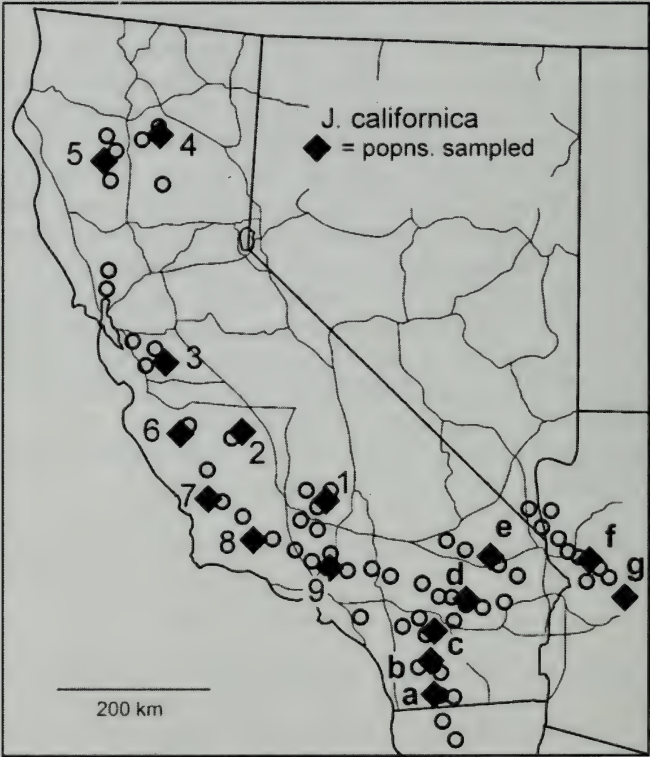 J. californica
◆ = popns. sampled
4
5
3
6
2
7
1
8
9
e
f
g
d
c
b
a
200 km